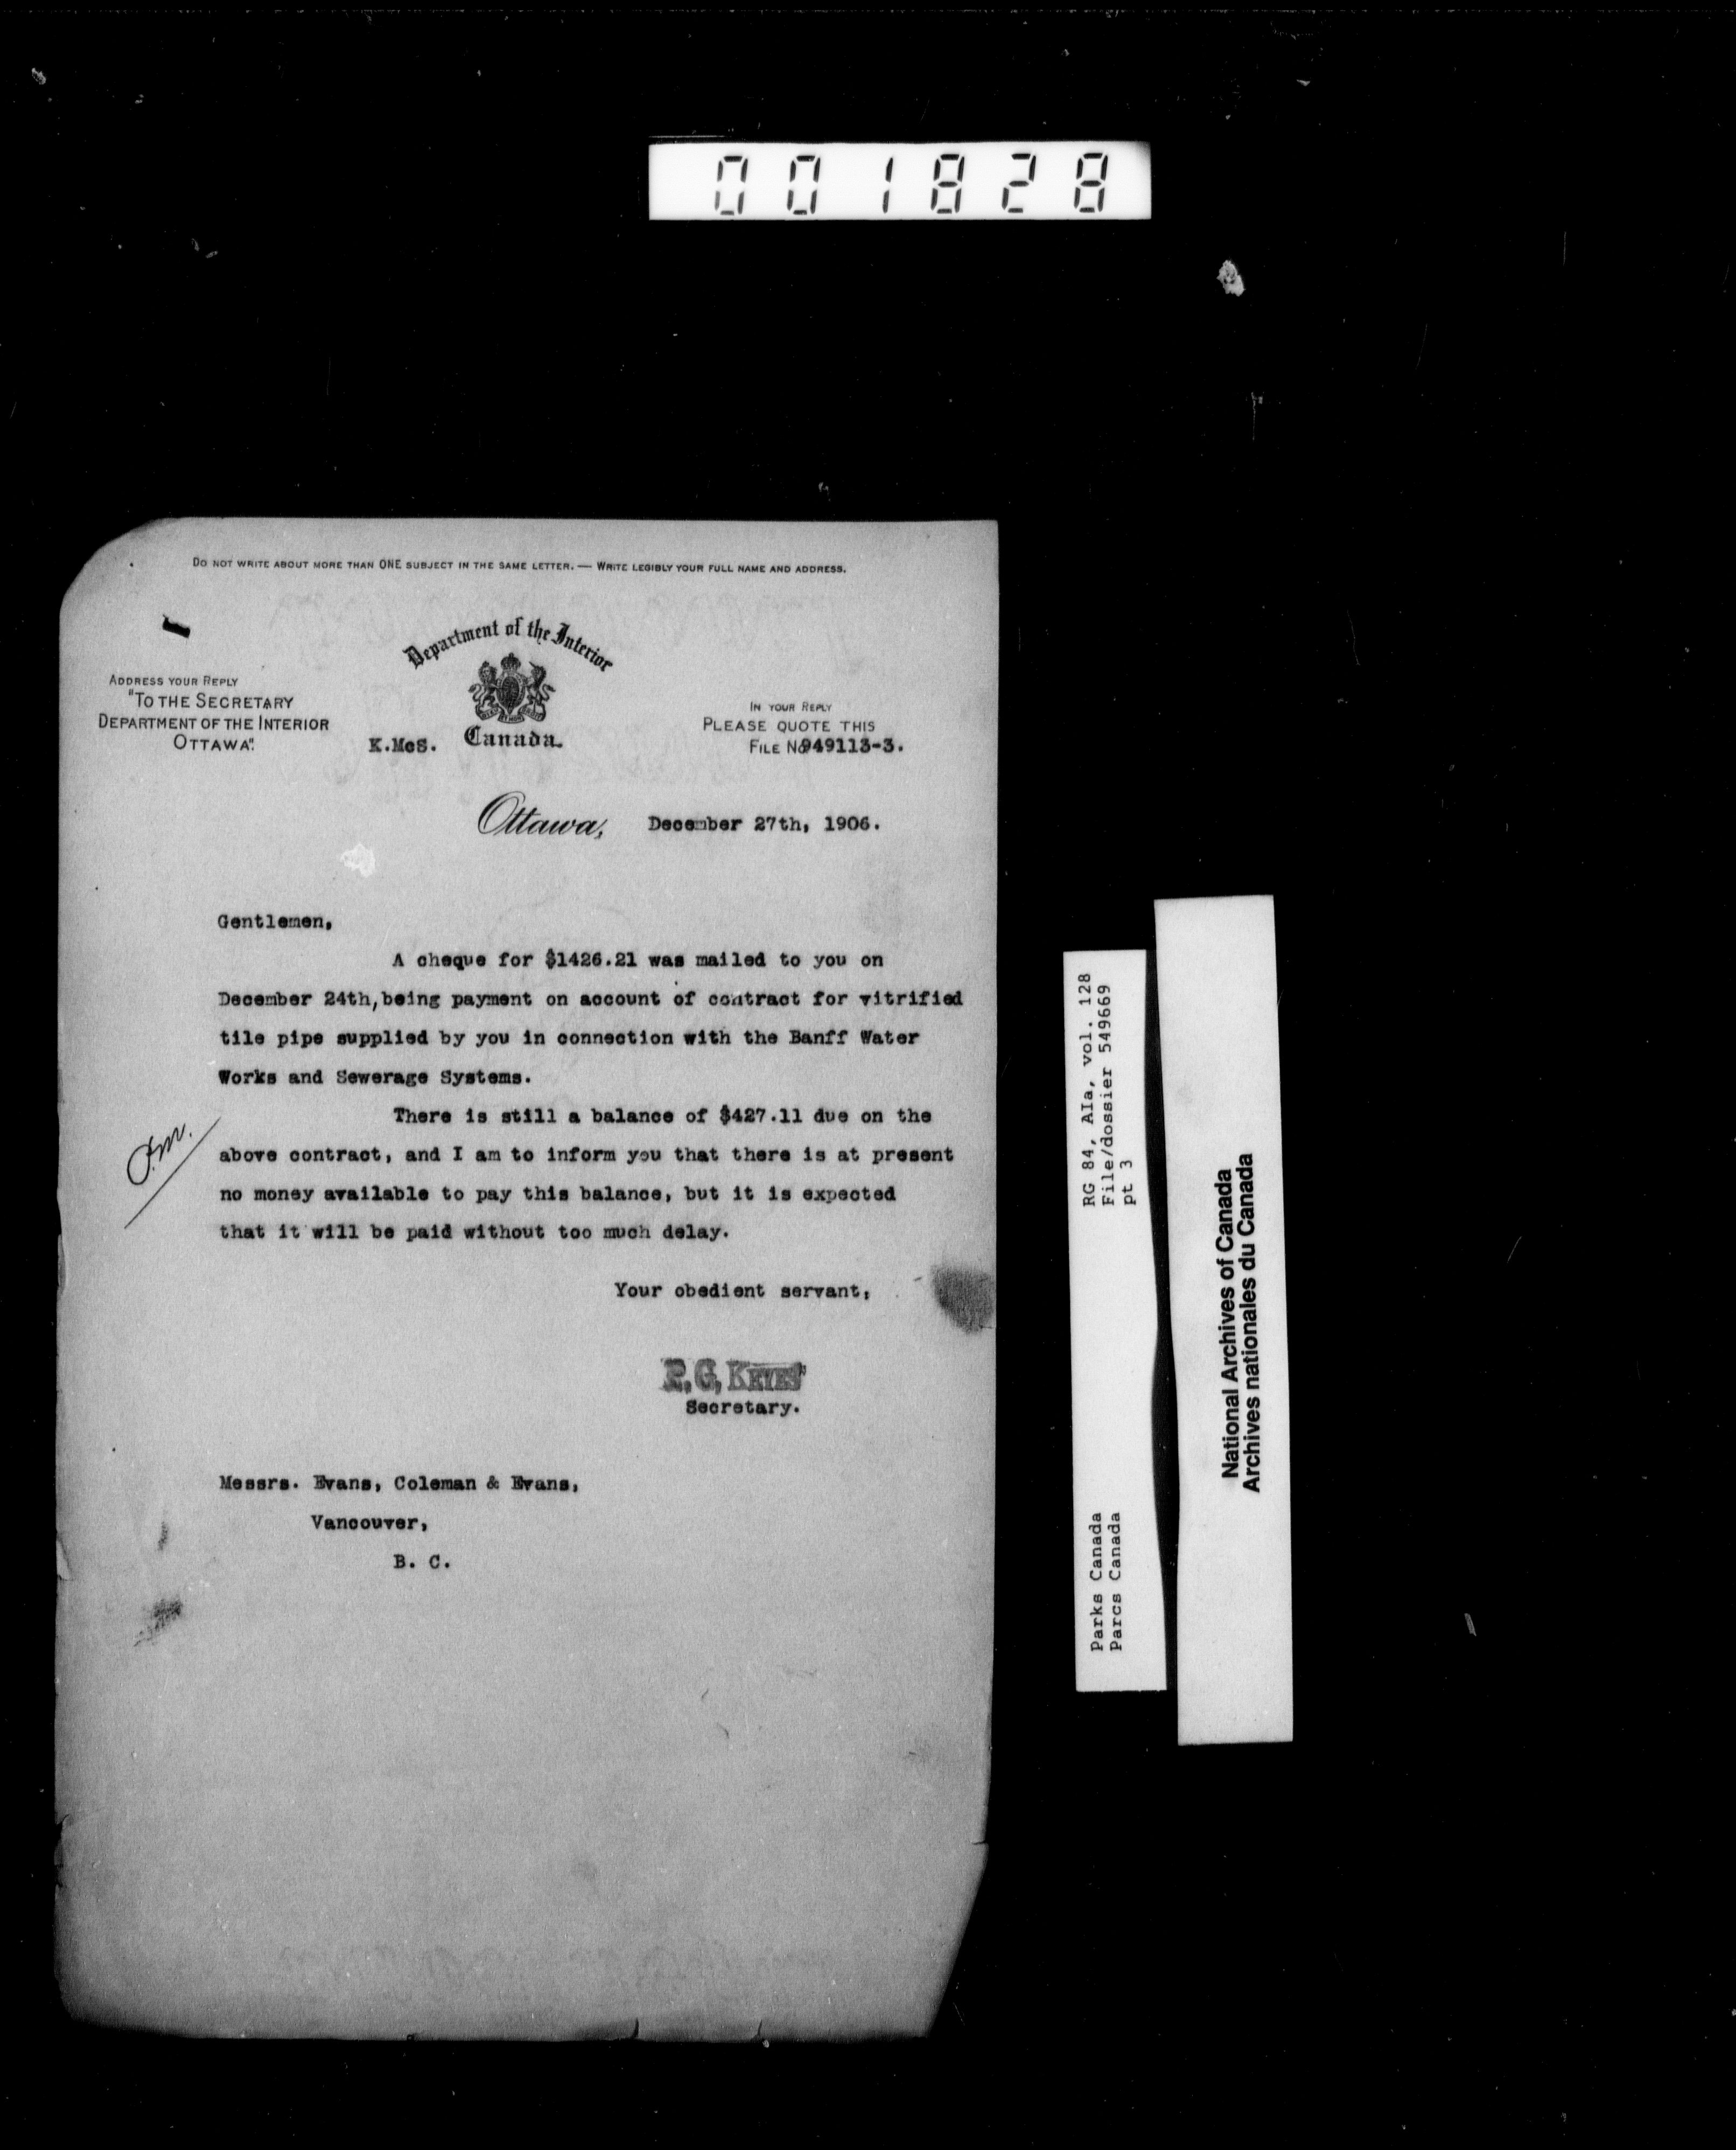 001828
DO NOT WRITE ABOUT MORE THAN ONE SUBJECT IN THE SAME LETTER. — WRITE LEGIBLY YOUR FULL NAME AND ADDRESS.
Department of the Interior
ADDRESS YOUR REPLY
"TO THE SECRETARY
DEPARTMENT OF THE INTERIOR
OTTAWA".
K.McS.
Canada.
IN YOUR REPLY
PLEASE QUOTE THIS
FILE No 949113-3.
Ottawa, December 27th, 1906.
Gentlemen,
A cheque for $1426.21 was mailed to you on
December 24th, being payment on account of contract for vitrified
tile pipe supplied by you in connection with the Banff Water
Works and Sewerage Systems.
There is still a balance of $427.11 due on the
above contract, and I am to inform you that there is at present
no money available to pay this balance, but it is expected
that it will be paid without too much delay.
Your obedient servant,
P. G. KEYES
Secretary.
Messrs. Evans, Coleman & Evans,
Vancouver,
B. C.
RG 84, AIa, vol. 128
File/dossier 549669
pt 3
Parks Canada
Parcs Canada
National Archives of Canada
Archives nationales du Canada